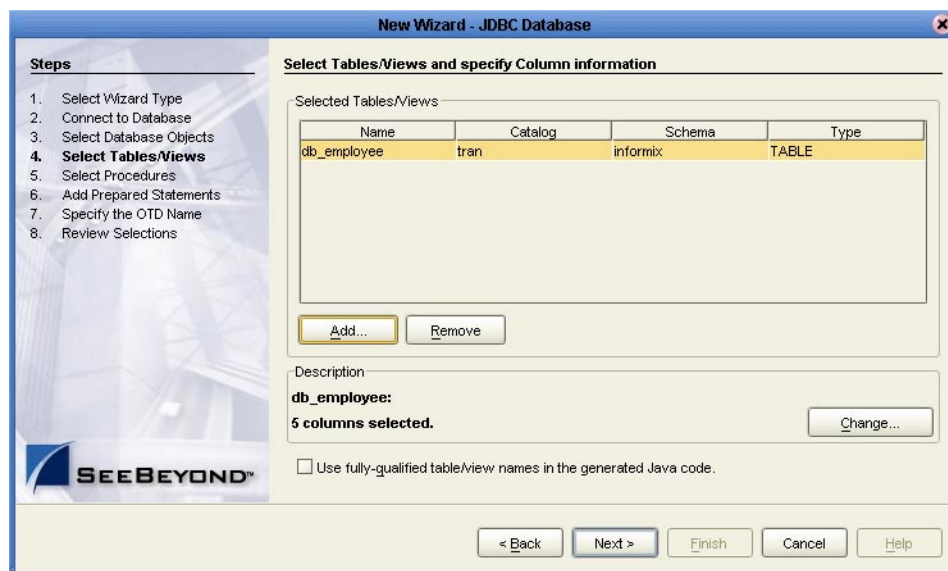 New Wizard - JDBC Database
Steps
1. Select Wizard Type
2. Connect to Database
3. Select Database Objects
4. Select Tables/Views
5. Select Procedures
6. Add Prepared Statements
7. Specify the OTD Name
8. Review Selections
SEEBEYOND™
Select Tables/Views and specify Column information
Selected Tables/Views
Name Catalog Schema Type
db_employee tran informix TABLE
Add... Remove
Description
db_employee:
5 columns selected.
Change...
Use fully-qualified table/view names in the generated Java code.
< Back Next > Finish Cancel Help